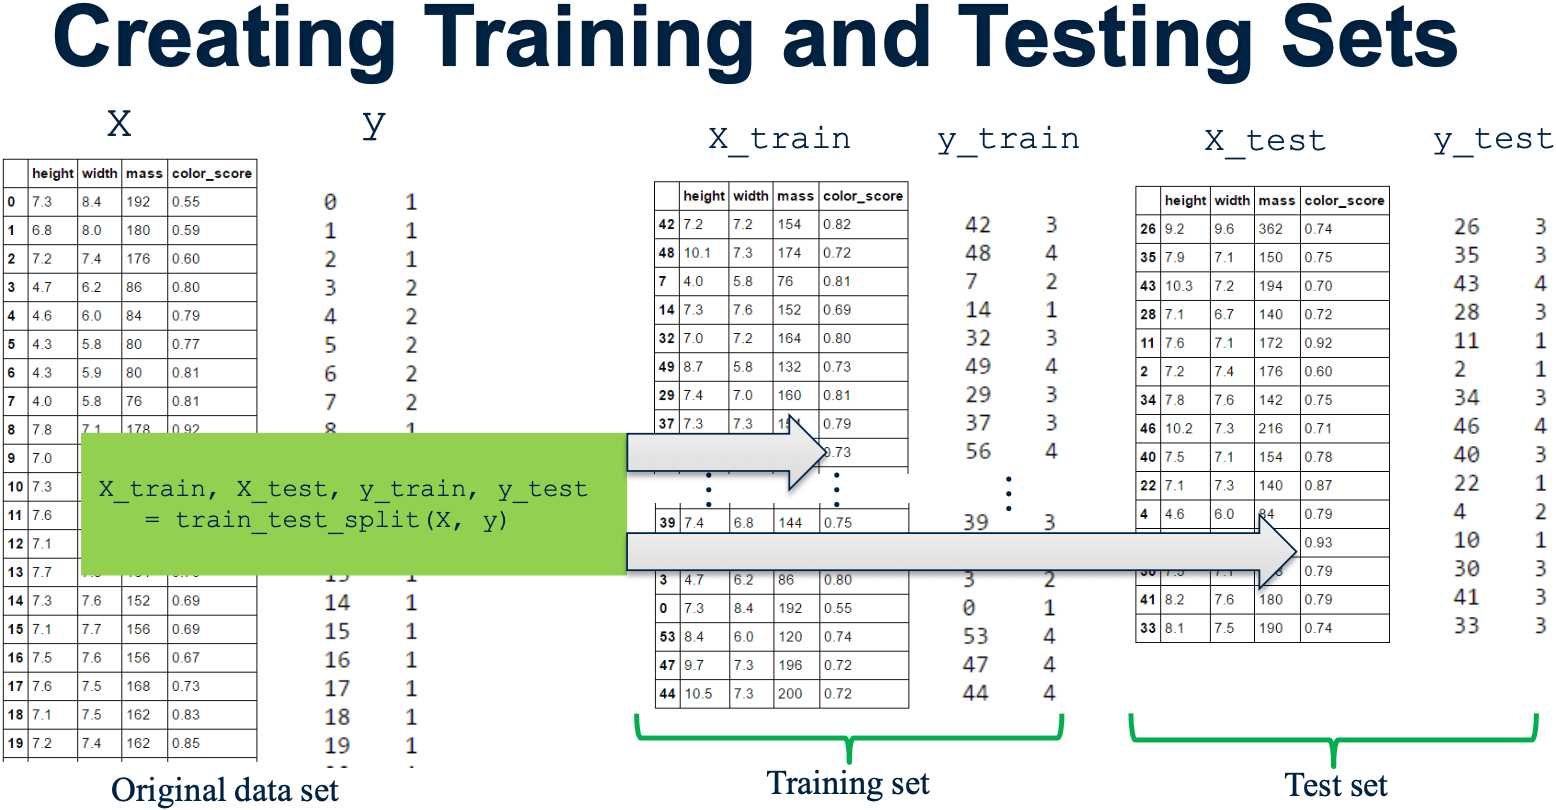 Creating Training and Testing Sets
X
y
X_train
y_train
X_test
y_test
height width mass color_score
0 7.3 8.4 192 0.55
1 6.8 8.0 180 0.59
2 7.2 7.4 176 0.60
3 4.7 6.2 86 0.80
4 4.6 6.0 84 0.79
5 4.3 5.8 80 0.77
6 4.3 5.9 80 0.81
7 4.0 5.8 76 0.81
8 7.8 7.1 178 0.92
9 7.0
10 7.3
11 7.6
12 7.1
13 7.7
14 7.3 7.6 152 0.69
15 7.1 7.7 156 0.69
16 7.5 7.6 156 0.67
17 7.6 7.5 168 0.73
18 7.1 7.5 162 0.83
19 7.2 7.4 162 0.85
0 1
1 1
2 1
3 2
4 2
5 2
6 2
7 2
8 1
13 1
14 1
15 1
16 1
17 1
18 1
19 1
X_train, X_test, y_train, y_test
= train_test_split(X, y)
height width mass color_score
42 7.2 7.2 154 0.82
48 10.1 7.3 174 0.72
7 4.0 5.8 76 0.81
14 7.3 7.6 152 0.69
32 7.0 7.2 164 0.80
49 8.7 5.8 132 0.73
29 7.4 7.0 160 0.81
37 7.3 7.3 0.79
0.73
39 7.4 6.8 144 0.75
3 4.7 6.2 86 0.80
0 7.3 8.4 192 0.55
53 8.4 6.0 120 0.74
47 9.7 7.3 196 0.72
44 10.5 7.3 200 0.72
42 3
48 4
7 2
14 1
32 3
49 4
29 3
37 3
56 4
39 3
3 2
0 1
53 4
47 4
44 4
height width mass color_score
26 9.2 9.6 362 0.74
35 7.9 7.1 150 0.75
43 10.3 7.2 194 0.70
28 7.1 6.7 140 0.72
11 7.6 7.1 172 0.92
2 7.2 7.4 176 0.60
34 7.8 7.6 142 0.75
46 10.2 7.3 216 0.71
40 7.5 7.1 154 0.78
22 7.1 7.3 140 0.87
4 4.6 6.0 84 0.79
0.93
30 7.5 7.1 0.79
41 8.2 7.6 180 0.79
33 8.1 7.5 190 0.74
26 3
35 3
43 4
28 3
11 1
2 1
34 3
46 4
40 3
22 1
4 2
10 1
30 3
41 3
33 3
Original data set
Training set
Test set